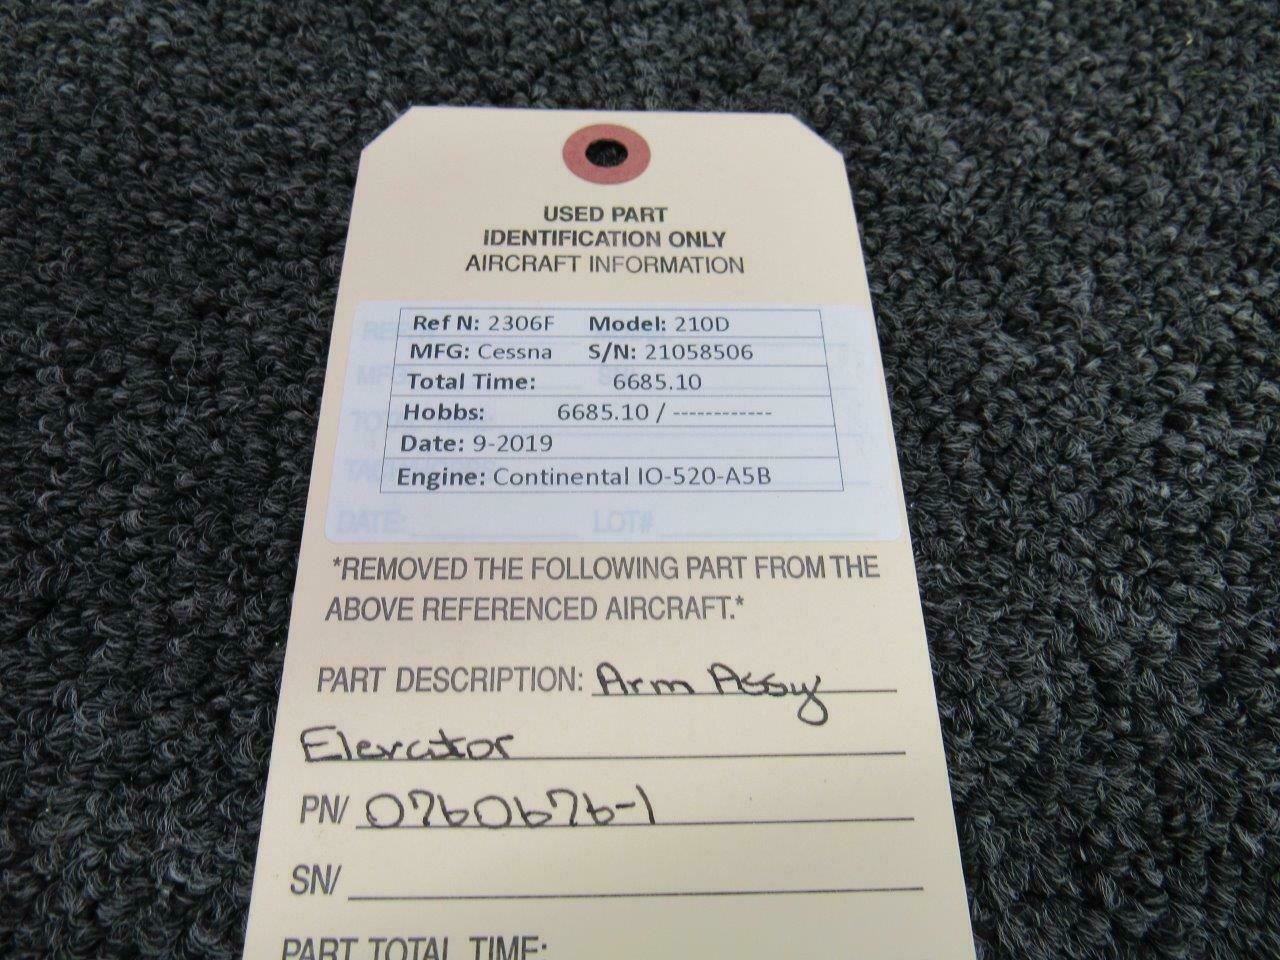 USED PART
IDENTIFICATION ONLY
AIRCRAFT INFORMATION
Ref N: 2306F Model: 210D
MFG: Cessna S/N: 21058506
Total Time: 6685.10
Hobbs: 6685.10 / ------------
Date: 9-2019
Engine: Continental IO-520-A5B
DATE: LOT#
*REMOVED THE FOLLOWING PART FROM THE
ABOVE REFERENCED AIRCRAFT.*
PART DESCRIPTION: Arm Assy
Elevator
PN/ 0760676-1
SN/
PART TOTAL TIME: